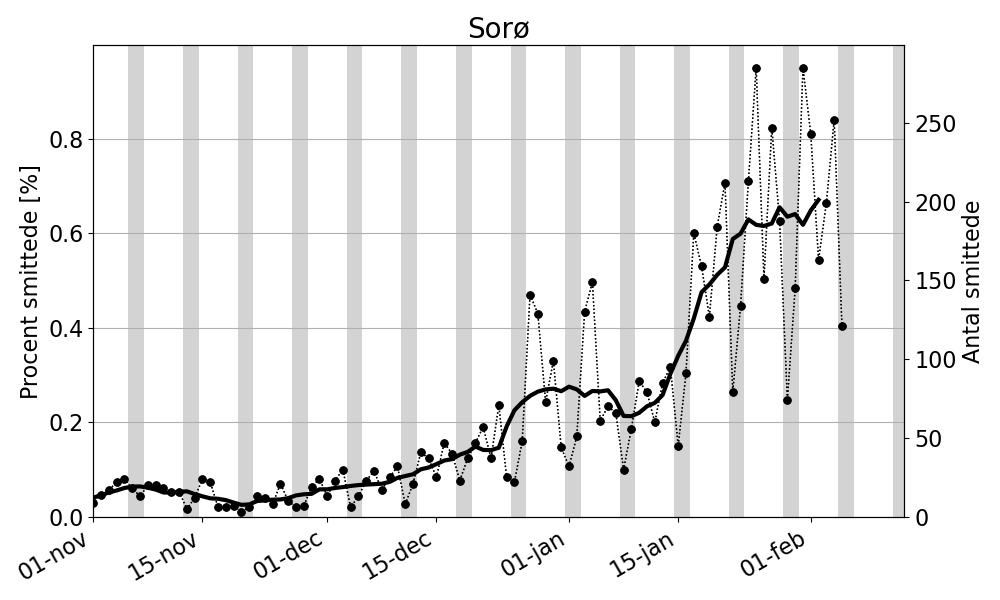 Sorø
Procent smittede [%]
0.8
0.6
0.4
0.2
0.0
250
200
150
100
50
0
Antal smittede
01-nov
15-nov
01-dec
15-dec
01-jan
15-jan
01-feb